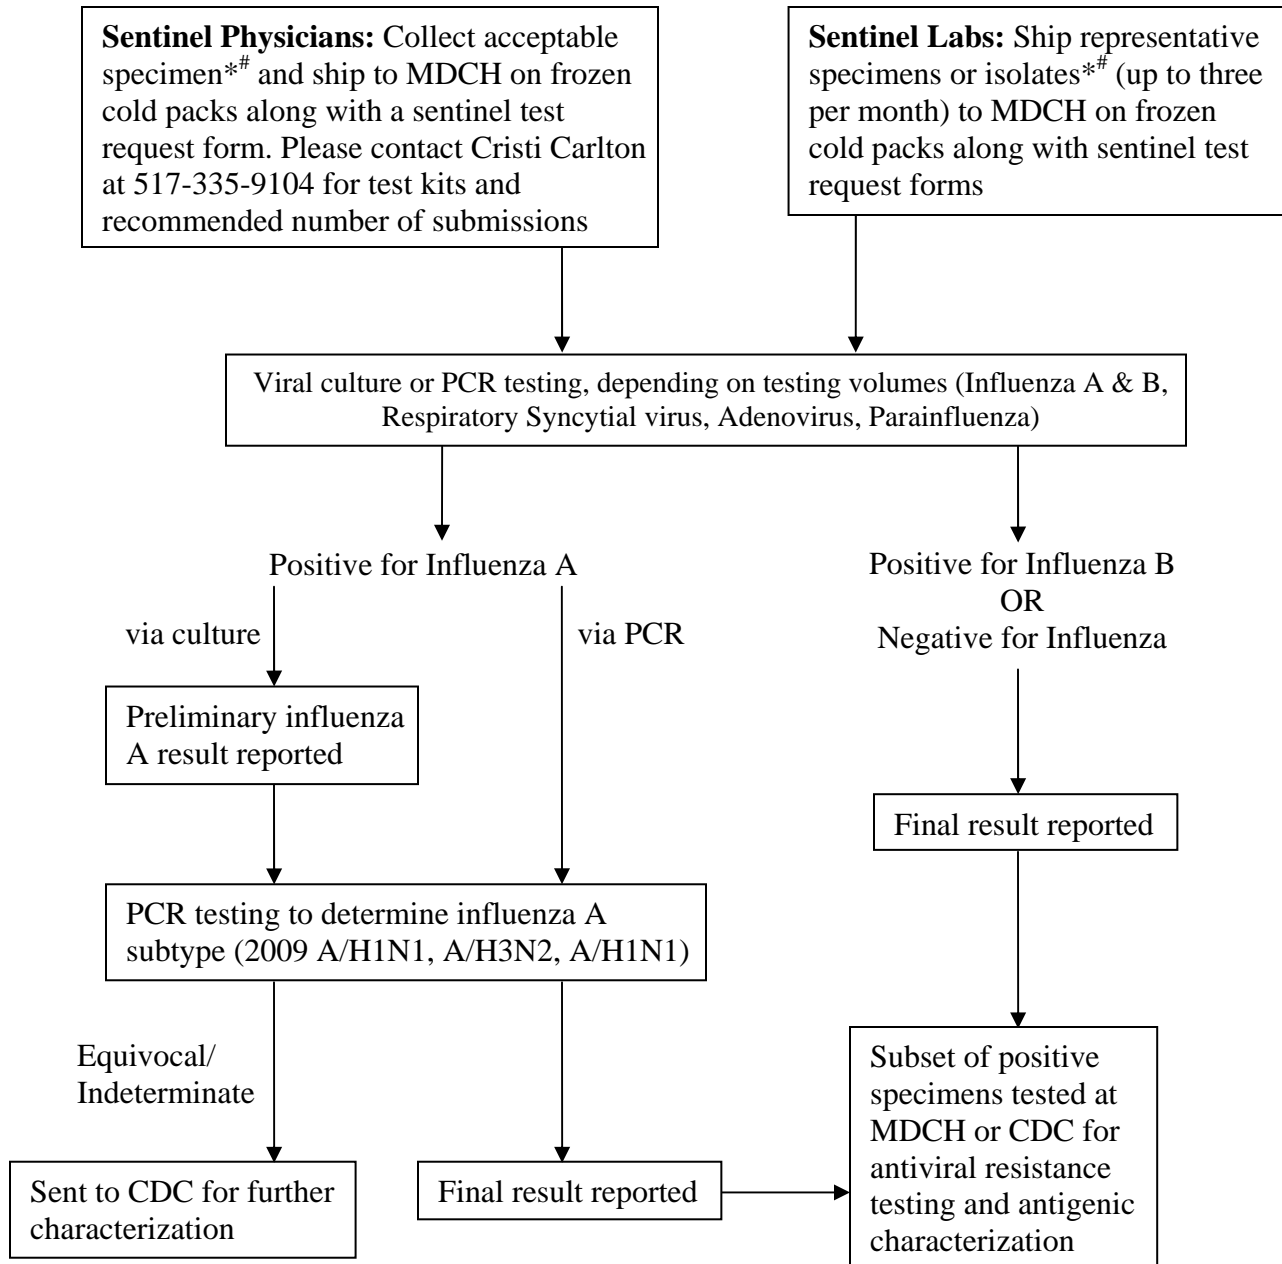 Sentinel Physicians: Collect acceptable
specimen*# and ship to MDCH on frozen
cold packs along with a sentinel test
request form. Please contact Cristi Carlton
at 517-335-9104 for test kits and
recommended number of submissions
Sentinel Labs: Ship representative
specimens or isolates*# (up to three
per month) to MDCH on frozen
cold packs along with sentinel test
request forms
Viral culture or PCR testing, depending on testing volumes (Influenza A & B,
Respiratory Syncytial virus, Adenovirus, Parainfluenza)
Positive for Influenza A
via culture
via PCR
Positive for Influenza B
OR
Negative for Influenza
Preliminary influenza
A result reported
Final result reported
PCR testing to determine influenza A
subtype (2009 A/H1N1, A/H3N2, A/H1N1)
Equivocal/
Indeterminate
Sent to CDC for further
characterization
Final result reported
Subset of positive
specimens tested at
MDCH or CDC for
antiviral resistance
testing and antigenic
characterization